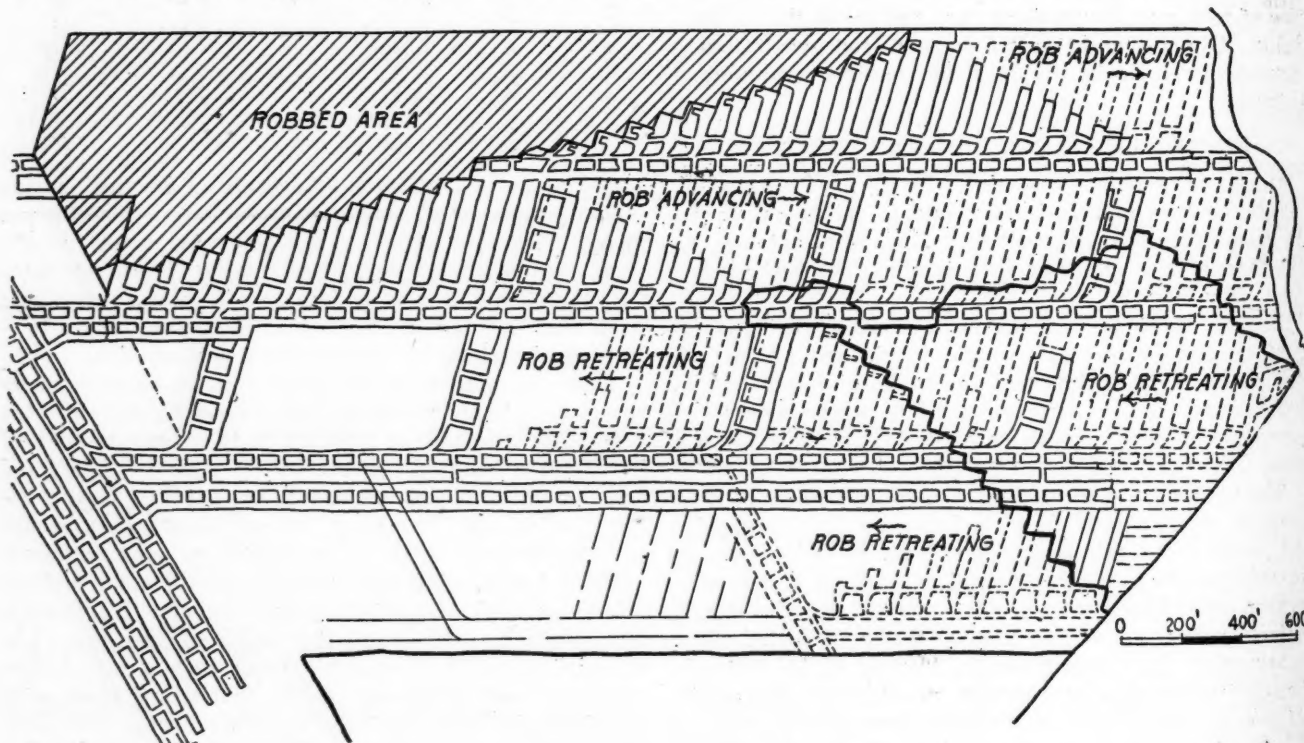 ROB ADVANCING
ROBBED AREA
ROB ADVANCING
ROB RETREATING
ROB RETREATING
ROB RETREATING
0 200' 400' 600